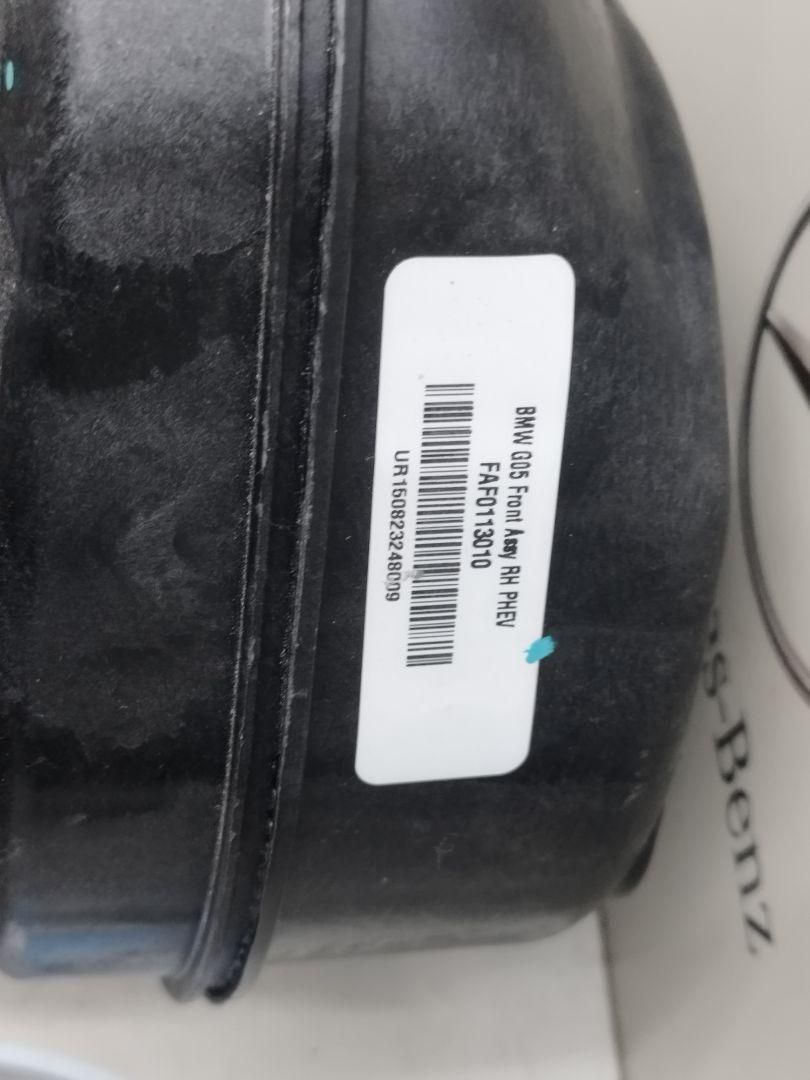 BMW G05 Front Assy RH PHEV
FAF0113010
UR150823248009
s-Benz